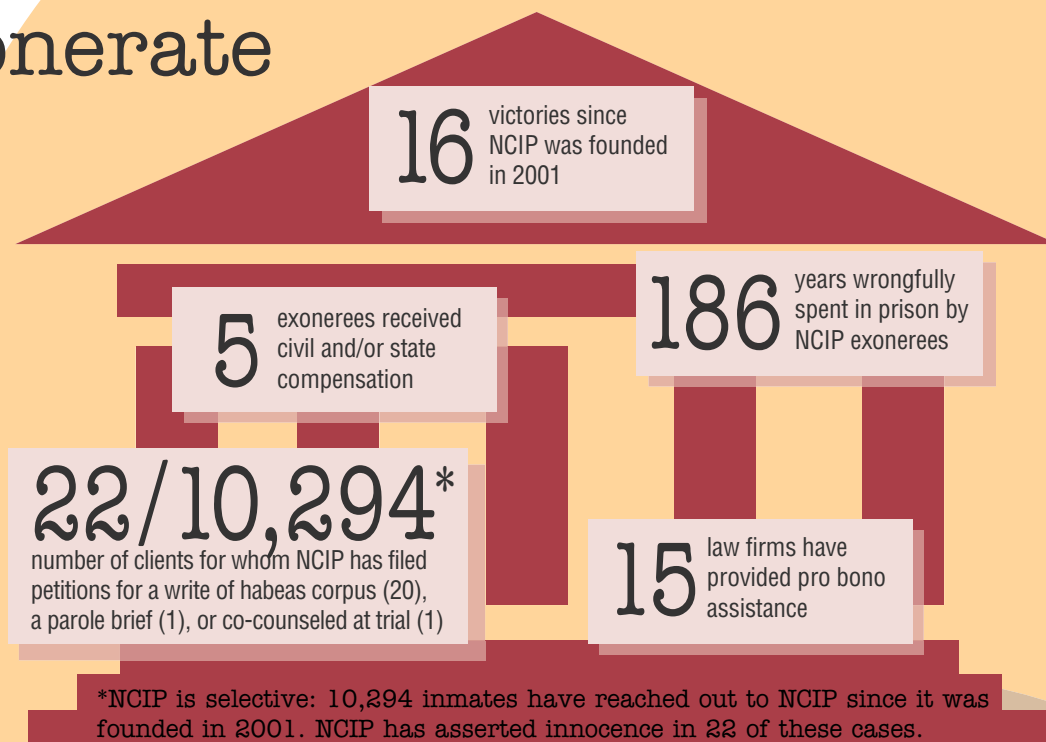 onerate
16 victories since
NCIP was founded
in 2001
186 years wrongfully
spent in prison by
NCIP exonerees
5 exonerees received
civil and/or state
compensation
22/10,294*
number of clients for whom NCIP has filed
petitions for a write of habeas corpus (20),
a parole brief (1), or co-counseled at trial (1)
15 law firms have
provided pro bono
assistance
*NCIP is selective: 10,294 inmates have reached out to NCIP since it was
founded in 2001. NCIP has asserted innocence in 22 of these cases.